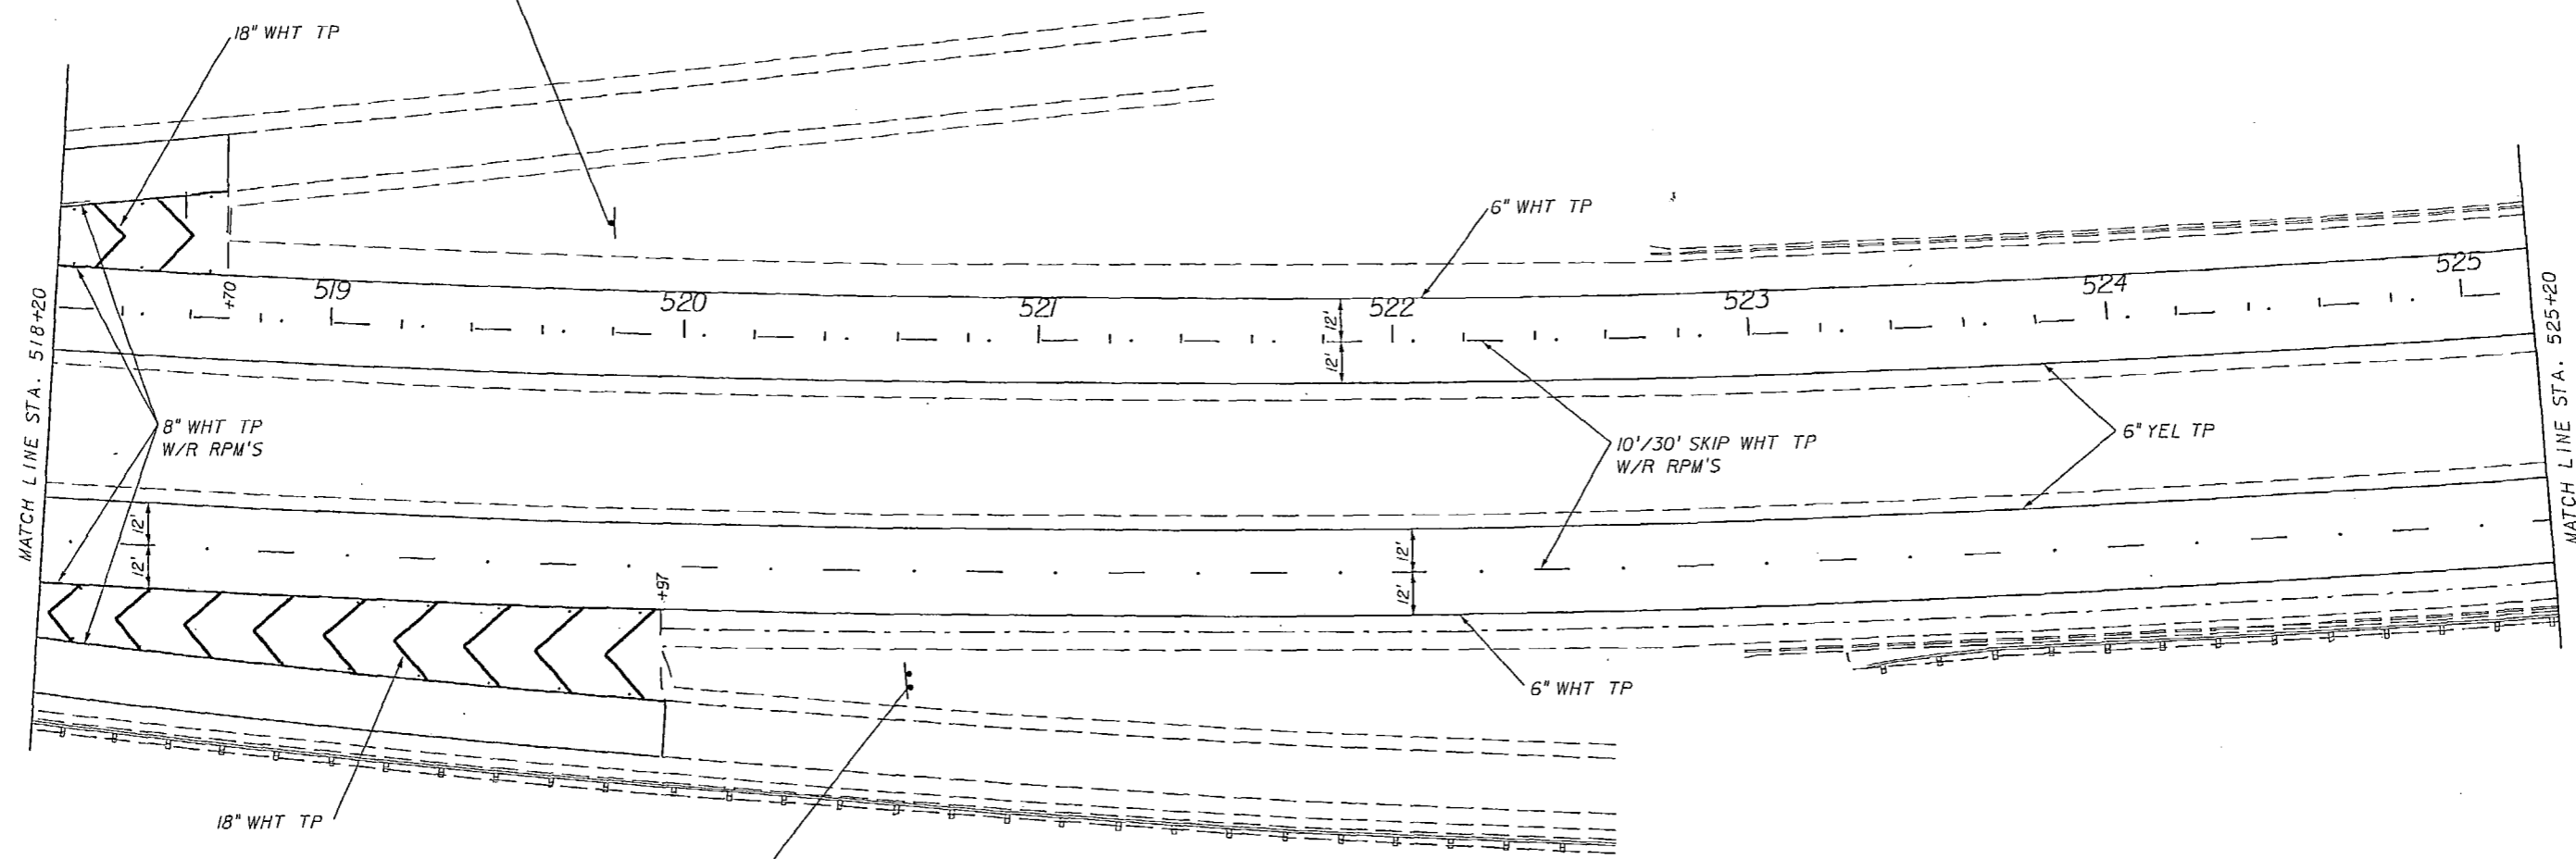 18" WHT TP
6" WHT TP
MATCH LINE STA. 518+20
+70
519
520
521
522
523
524
525
12'
12'
MATCH LINE STA. 525+20
8" WHT TP
W/R RPM'S
10'/30' SKIP WHT TP
W/R RPM'S
6" YEL TP
12'
12'
12'
12'
+97
6" WHT TP
18" WHT TP